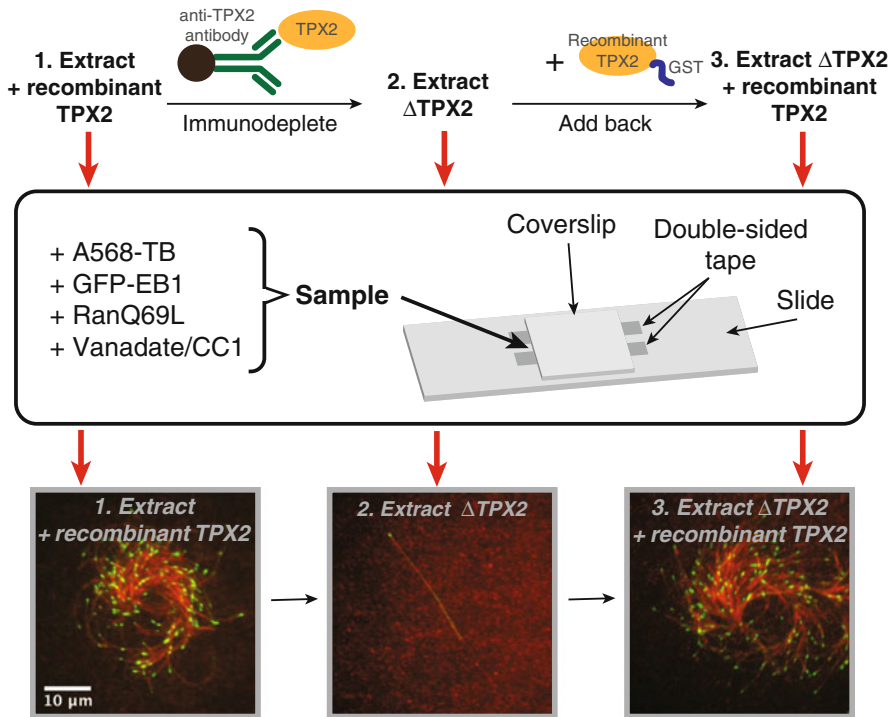 anti-TPX2
antibody
TPX2
1. Extract
+ recombinant
TPX2
Immunodeplete
2. Extract
ΔTPX2
+
Recombinant
TPX2
GST
Add back
3. Extract ΔTPX2
+ recombinant
TPX2
+ A568-TB
+ GFP-EB1
+ RanQ69L
+ Vanadate/CC1
Sample
Coverslip
Double-sided
tape
Slide
1. Extract
+ recombinant TPX2
10 µm
2. Extract ΔTPX2
3. Extract ΔTPX2
+ recombinant TPX2